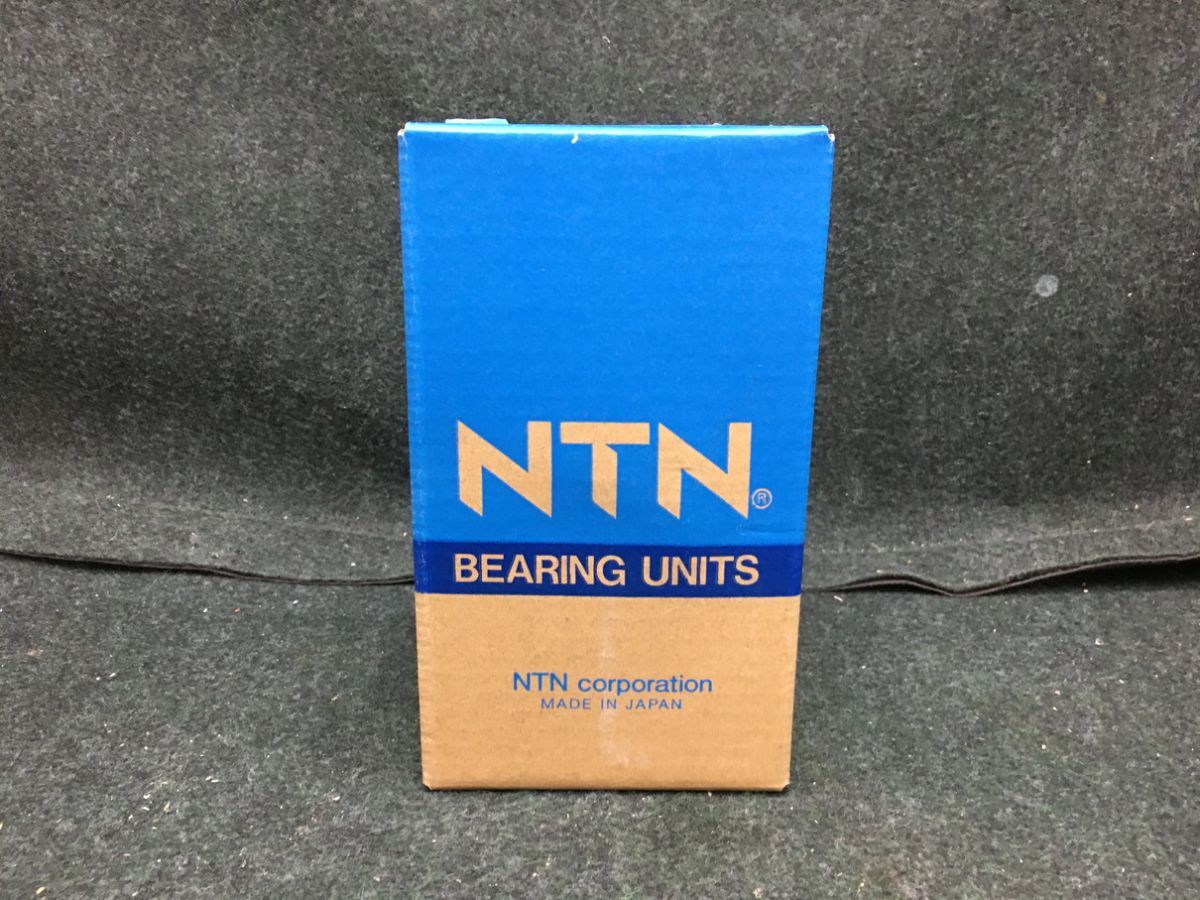 NTN®
BEARING UNITS
NTN corporation
MADE IN JAPAN